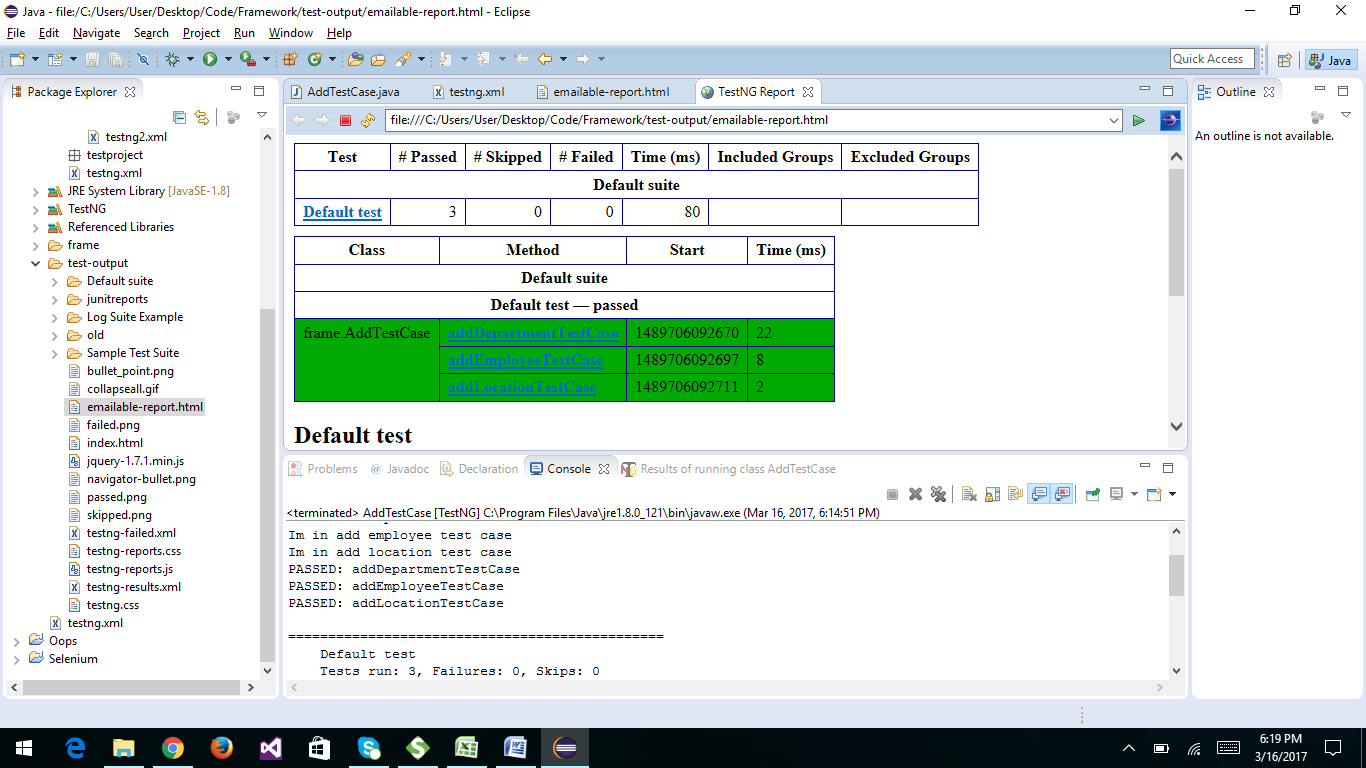 Java - file:/C:/Users/User/Desktop/Code/Framework/test-output/emailable-report.html - Eclipse
File Edit Navigate Search Project Run Window Help
Quick Access
Java
Package Explorer
testng2.xml
testproject
testng.xml
JRE System Library [JavaSE-1.8]
TestNG
Referenced Libraries
frame
test-output
Default suite
junitreports
Log Suite Example
old
Sample Test Suite
bullet_point.png
collapseall.gif
emailable-report.html
failed.png
index.html
jquery-1.7.1.min.js
navigator-bullet.png
passed.png
skipped.png
testng-failed.xml
testng-reports.css
testng-reports.js
testng-results.xml
testng.css
testng.xml
Oops
Selenium
AddTestCase.java testng.xml emailable-report.html TestNG Report
file:///C:/Users/User/Desktop/Code/Framework/test-output/emailable-report.html
Test # Passed # Skipped # Failed Time (ms) Included Groups Excluded Groups
Default suite
Default test 3 0 0 80
Class Method Start Time (ms)
Default suite
Default test — passed
frame.AddTestCase addDepartmentTestCase 1489706092670 22
addEmployeeTestCase 1489706092697 8
addLocationTestCase 1489706092711 2
Default test
Outline
An outline is not available.
Problems Javadoc Declaration Console Results of running class AddTestCase
<terminated> AddTestCase [TestNG] C:\Program Files\Java\jre1.8.0_121\bin\javaw.exe (Mar 16, 2017, 6:14:51 PM)
Im in add employee test case
Im in add location test case
PASSED: addDepartmentTestCase
PASSED: addEmployeeTestCase
PASSED: addLocationTestCase
===============================================
Default test
Tests run: 3, Failures: 0, Skips: 0
6:19 PM
3/16/2017